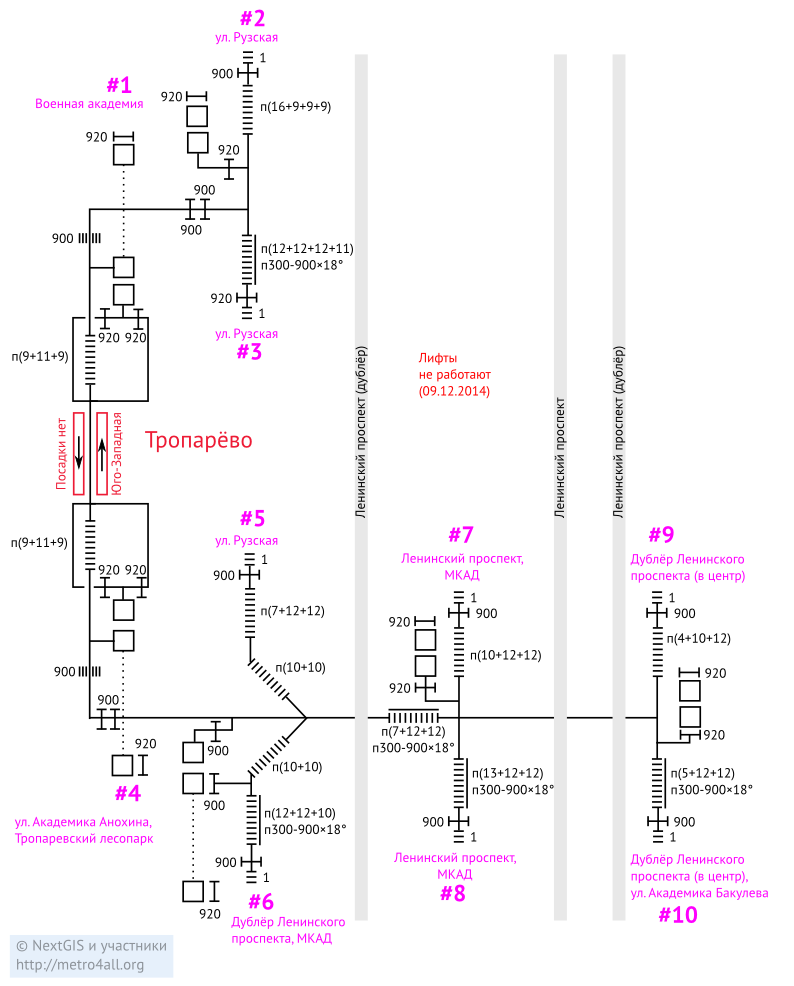 #2
ул. Рузская
1
900
920
п(16+9+9+9)
#1
Военная академия
920
920
900
900
900
п(12+12+12+11)
п300-900×18°
920
1
ул. Рузская
#3
920
920
п(9+11+9)
Ленинский проспект (дублёр)
Ленинский проспект
Ленинский проспект (дублёр)
Лифты
не работают
(09.12.2014)
Посадки нет
Юго-Западная
Тропарёво
п(9+11+9)
920
920
900
900
920
#4
ул. Академика Анохина,
Тропаревский лесопарк
#5
ул. Рузская
1
900
п(7+12+12)
п(10+10)
900
п(10+10)
900
п(12+12+10)
п300-900×18°
900
1
920
#6
Дублёр Ленинского
проспекта, МКАД
#7
Ленинский проспект,
МКАД
1
900
920
п(10+12+12)
920
п(7+12+12)
п300-900×18°
п(13+12+12)
п300-900×18°
900
1
Ленинский проспект,
МКАД
#8
#9
Дублёр Ленинского
проспекта (в центр)
1
900
п(4+10+12)
920
920
п(5+12+12)
п300-900×18°
900
1
Дублёр Ленинского
проспекта (в центр),
ул. Академика Бакулева
#10
© NextGIS и участники
http://metro4all.org